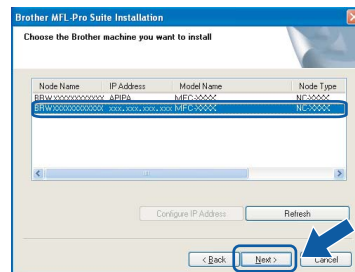 Brother MFL-Pro Suite Installation
Choose the Brother machine you want to install
Node Name IP Address Model Name Node Type
BRWXXXXXXXXXXXX APIPA MFC-XXXX NC-XXXX
BRWXXXXXXXXXXXX xxx.xxx.xxx.xxx MFC-XXXX NC-XXXX
Configure IP Address Refresh
< Back Next > Cancel